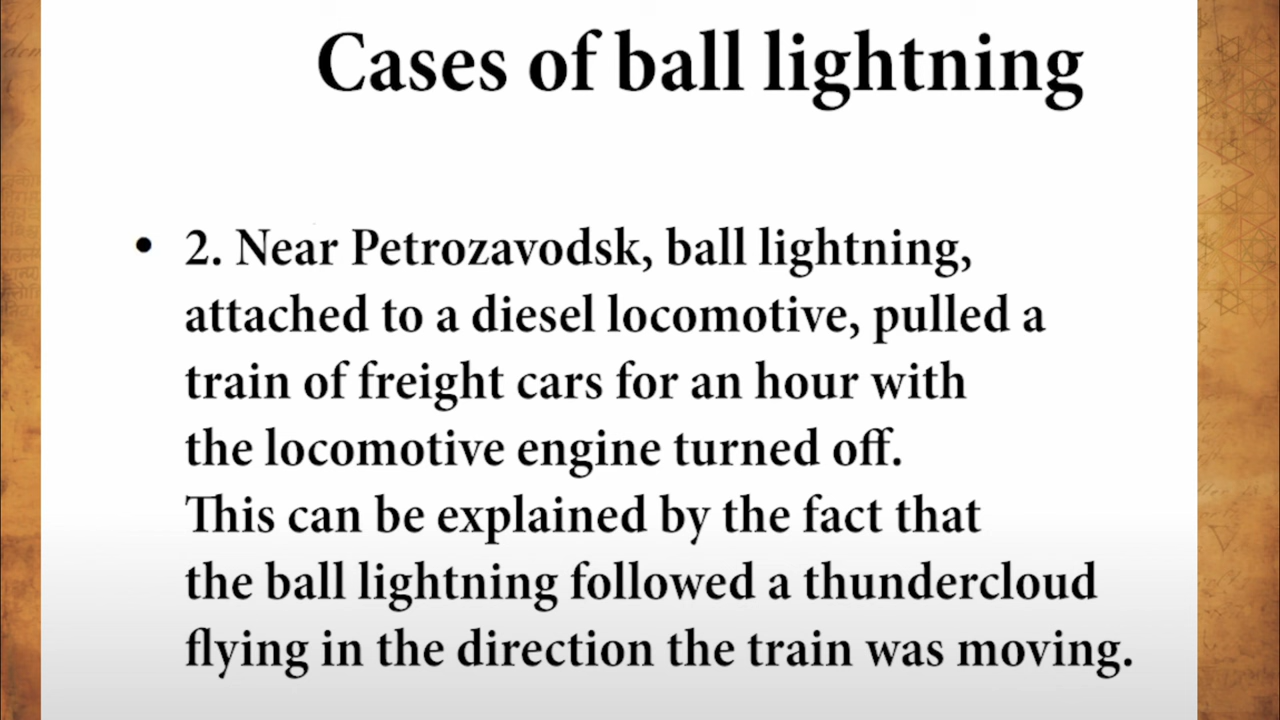 Cases of ball lightning
• 2. Near Petrozavodsk, ball lightning,
attached to a diesel locomotive, pulled a
train of freight cars for an hour with
the locomotive engine turned off.
This can be explained by the fact that
the ball lightning followed a thundercloud
flying in the direction the train was moving.